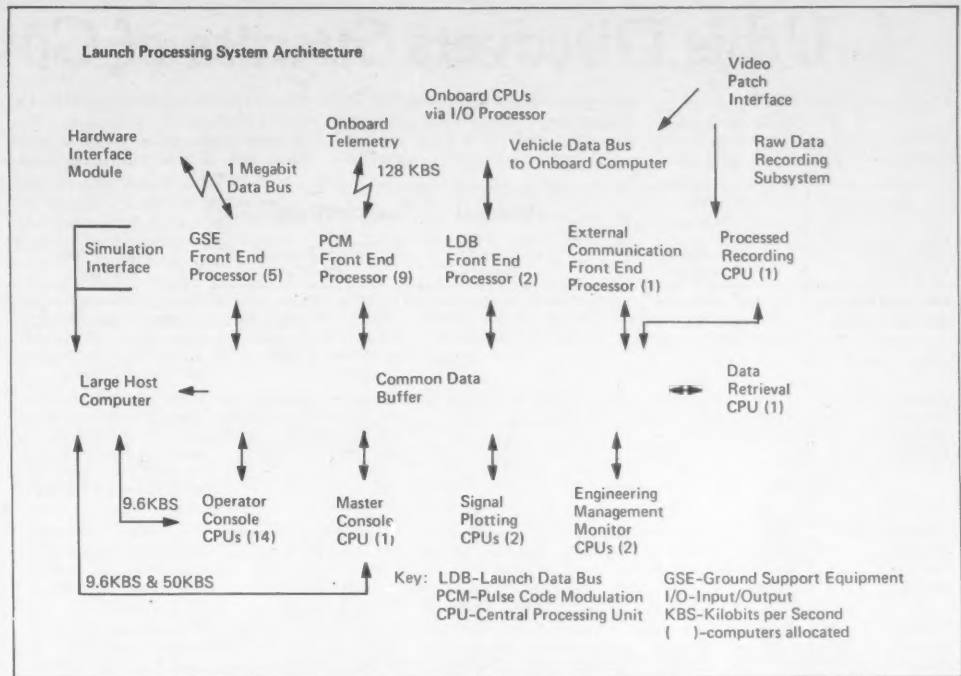 Launch Processing System Architecture
Video
Patch
Interface
Onboard CPUs
via I/O Processor
Hardware
Interface
Module
Onboard
Telemetry
Vehicle Data Bus
to Onboard Computer
Raw Data
Recording
Subsystem
1 Megabit
Data Bus
128 KBS
Simulation
Interface
GSE
Front End
Processor (5)
PCM
Front End
Processor (9)
LDB
Front End
Processor (2)
External
Communication
Front End
Processor (1)
Processed
Recording
CPU (1)
Large Host
Computer
Common Data
Buffer
Data
Retrieval
CPU (1)
9.6KBS
Operator
Console
CPUs (14)
Master
Console
CPU (1)
Signal
Plotting
CPUs (2)
Engineering
Management
Monitor
CPUs (2)
9.6KBS & 50KBS
Key: LDB-Launch Data Bus
PCM-Pulse Code Modulation
CPU-Central Processing Unit
GSE-Ground Support Equipment
I/O-Input/Output
KBS-Kilobits per Second
( )-computers allocated